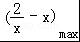 (2/x - x)max